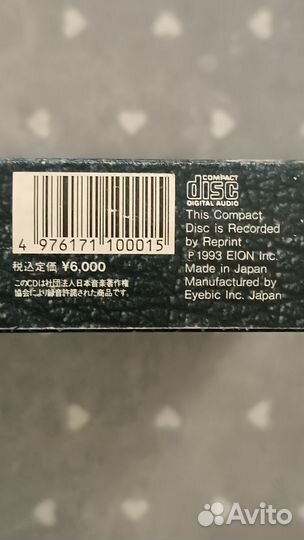 4 976171 100015
税込定価 ¥6,000
このCDは社団法人日本音楽著作権
協会により録音許諾された商品です。
COMPACT
disc
DIGITAL AUDIO
This Compact
Disc is Recorded
by Reprint
℗1993 EION Inc.
Made in Japan
Manufactured by
Eyebic Inc. Japan
Avito